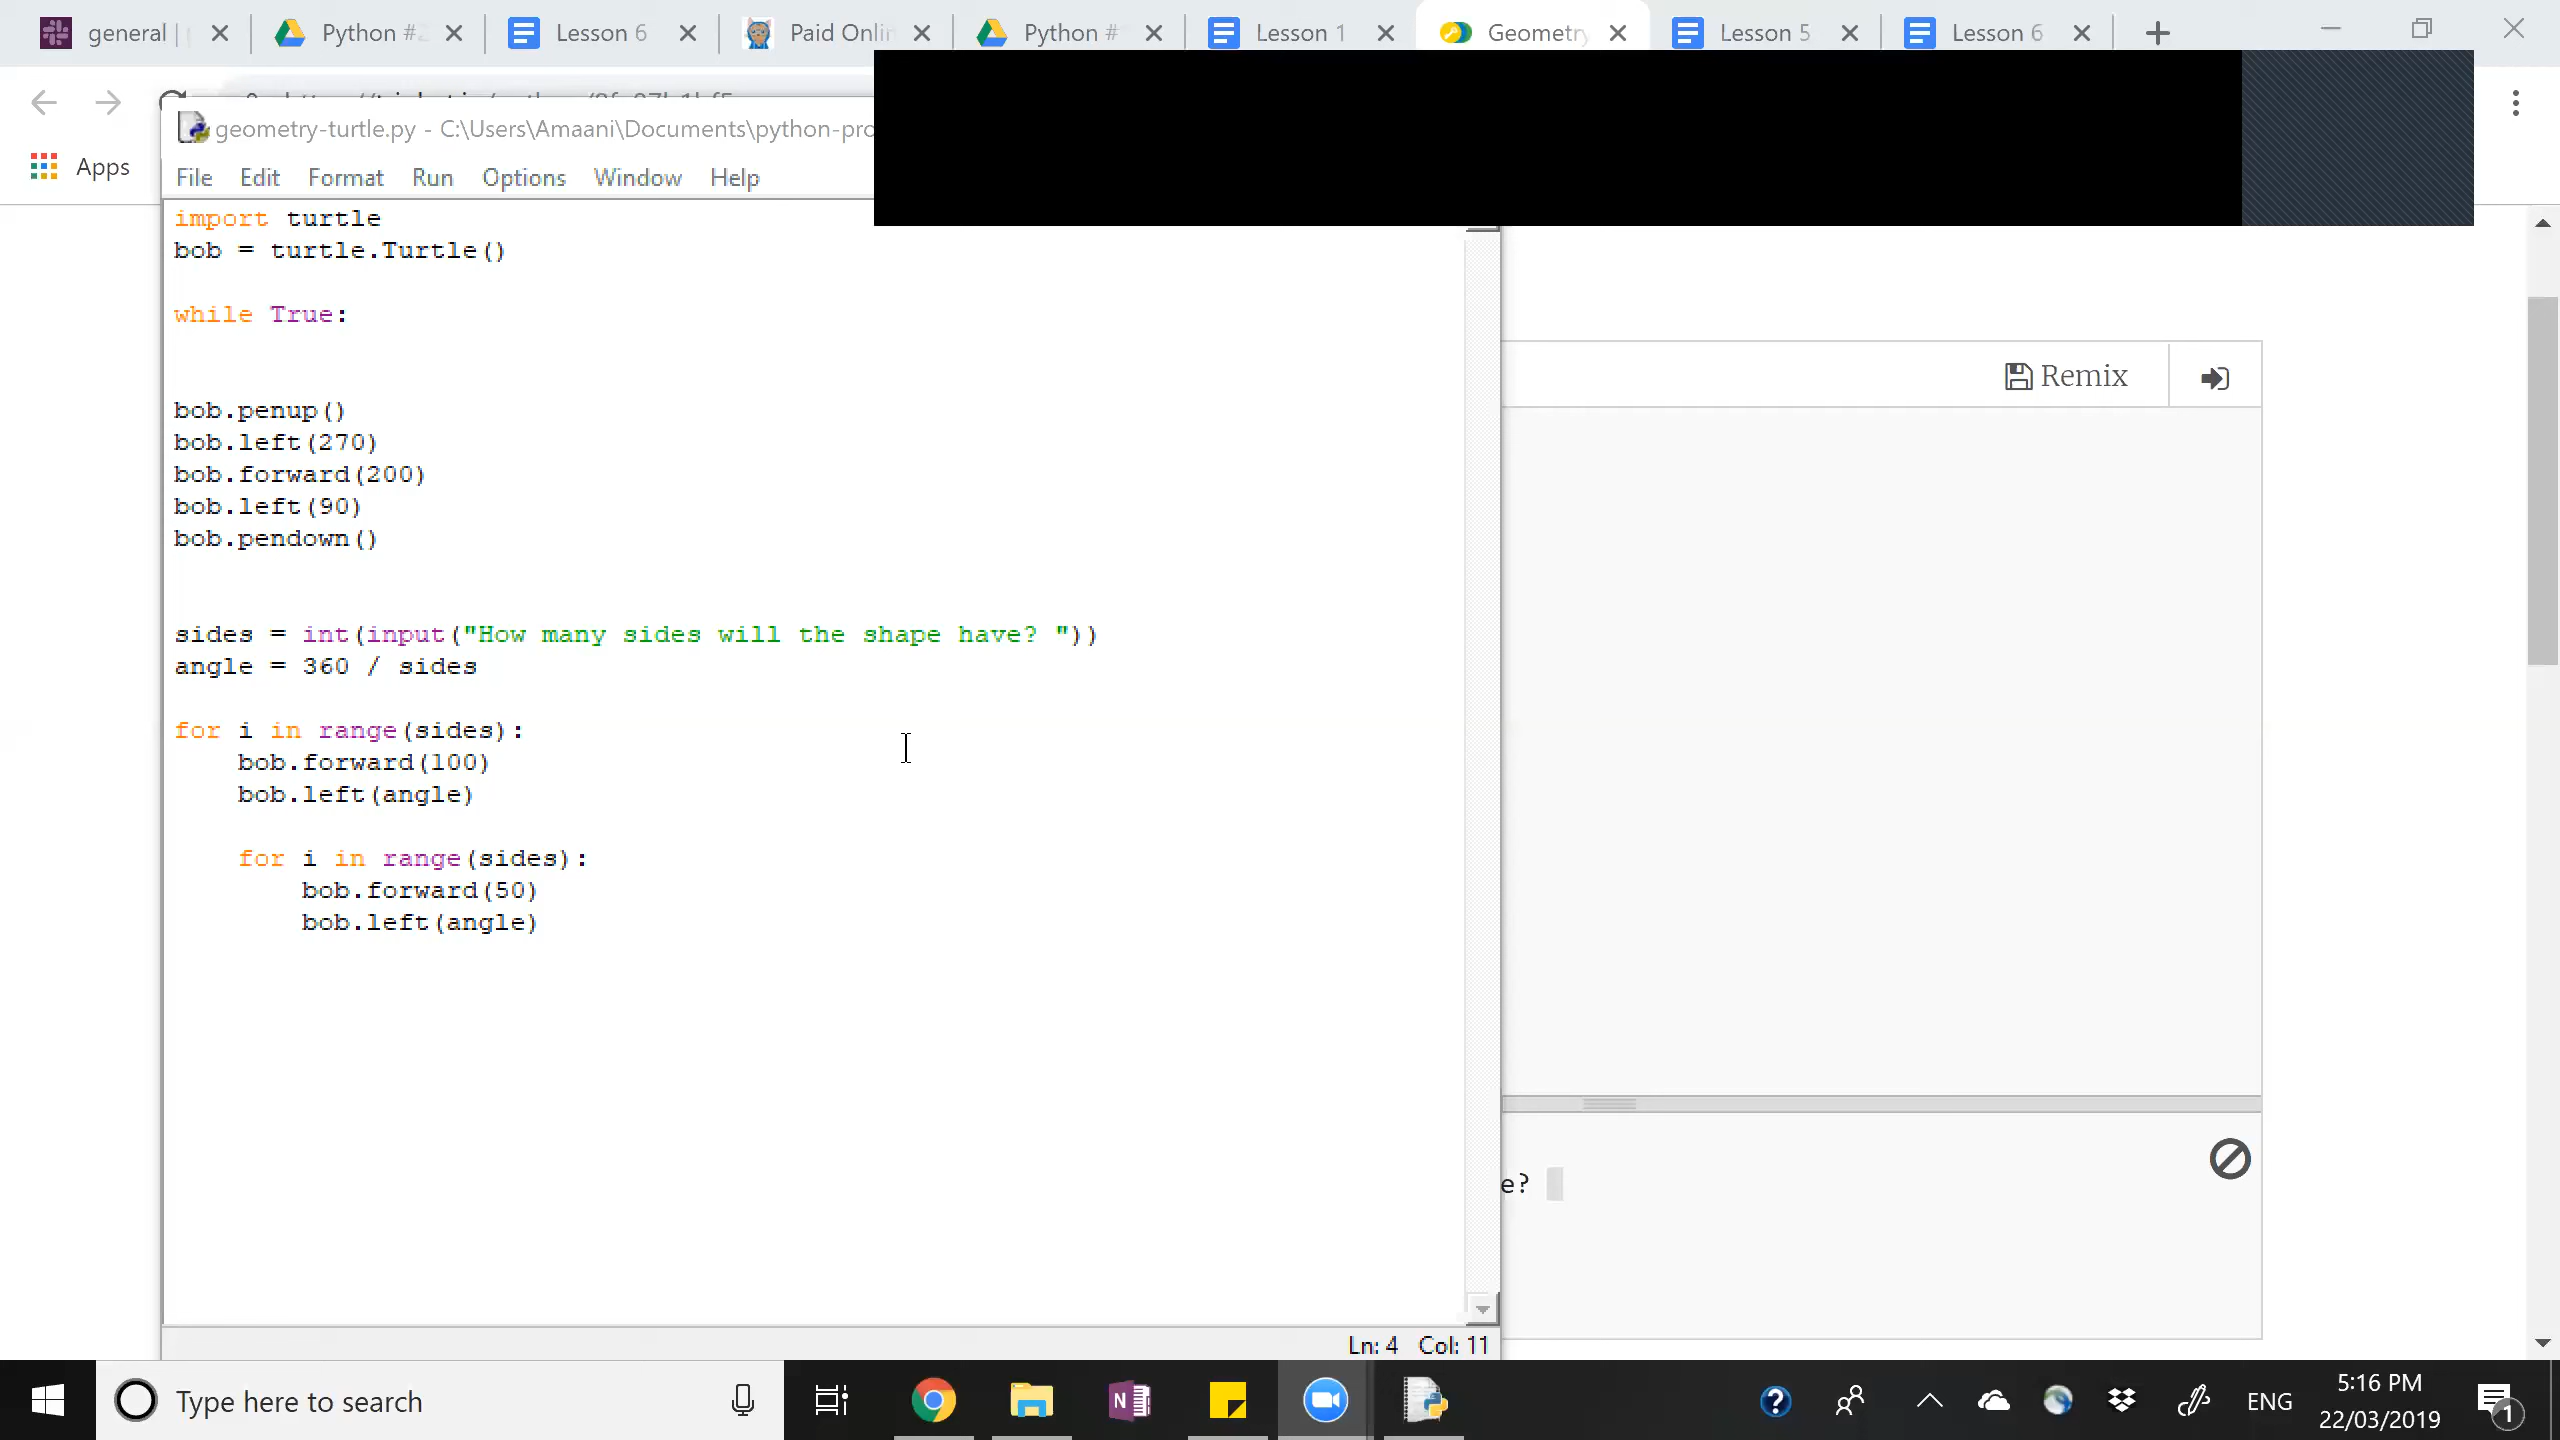 general |
Python #2
Lesson 6
Paid Onlin
Python #
Lesson 1
Geometry
Lesson 5
Lesson 6
Apps
geometry-turtle.py - C:\Users\Amaani\Documents\python-pro
File Edit Format Run Options Window Help
import turtle
bob = turtle.Turtle()
while True:
bob.penup()
bob.left(270)
bob.forward(200)
bob.left(90)
bob.pendown()
sides = int(input("How many sides will the shape have? "))
angle = 360 / sides
for i in range(sides):
bob.forward(100)
bob.left(angle)
for i in range(sides):
bob.forward(50)
bob.left(angle)
Remix
e?
Ln: 4 Col: 11
Type here to search
N
?
ENG
5:16 PM
22/03/2019
1